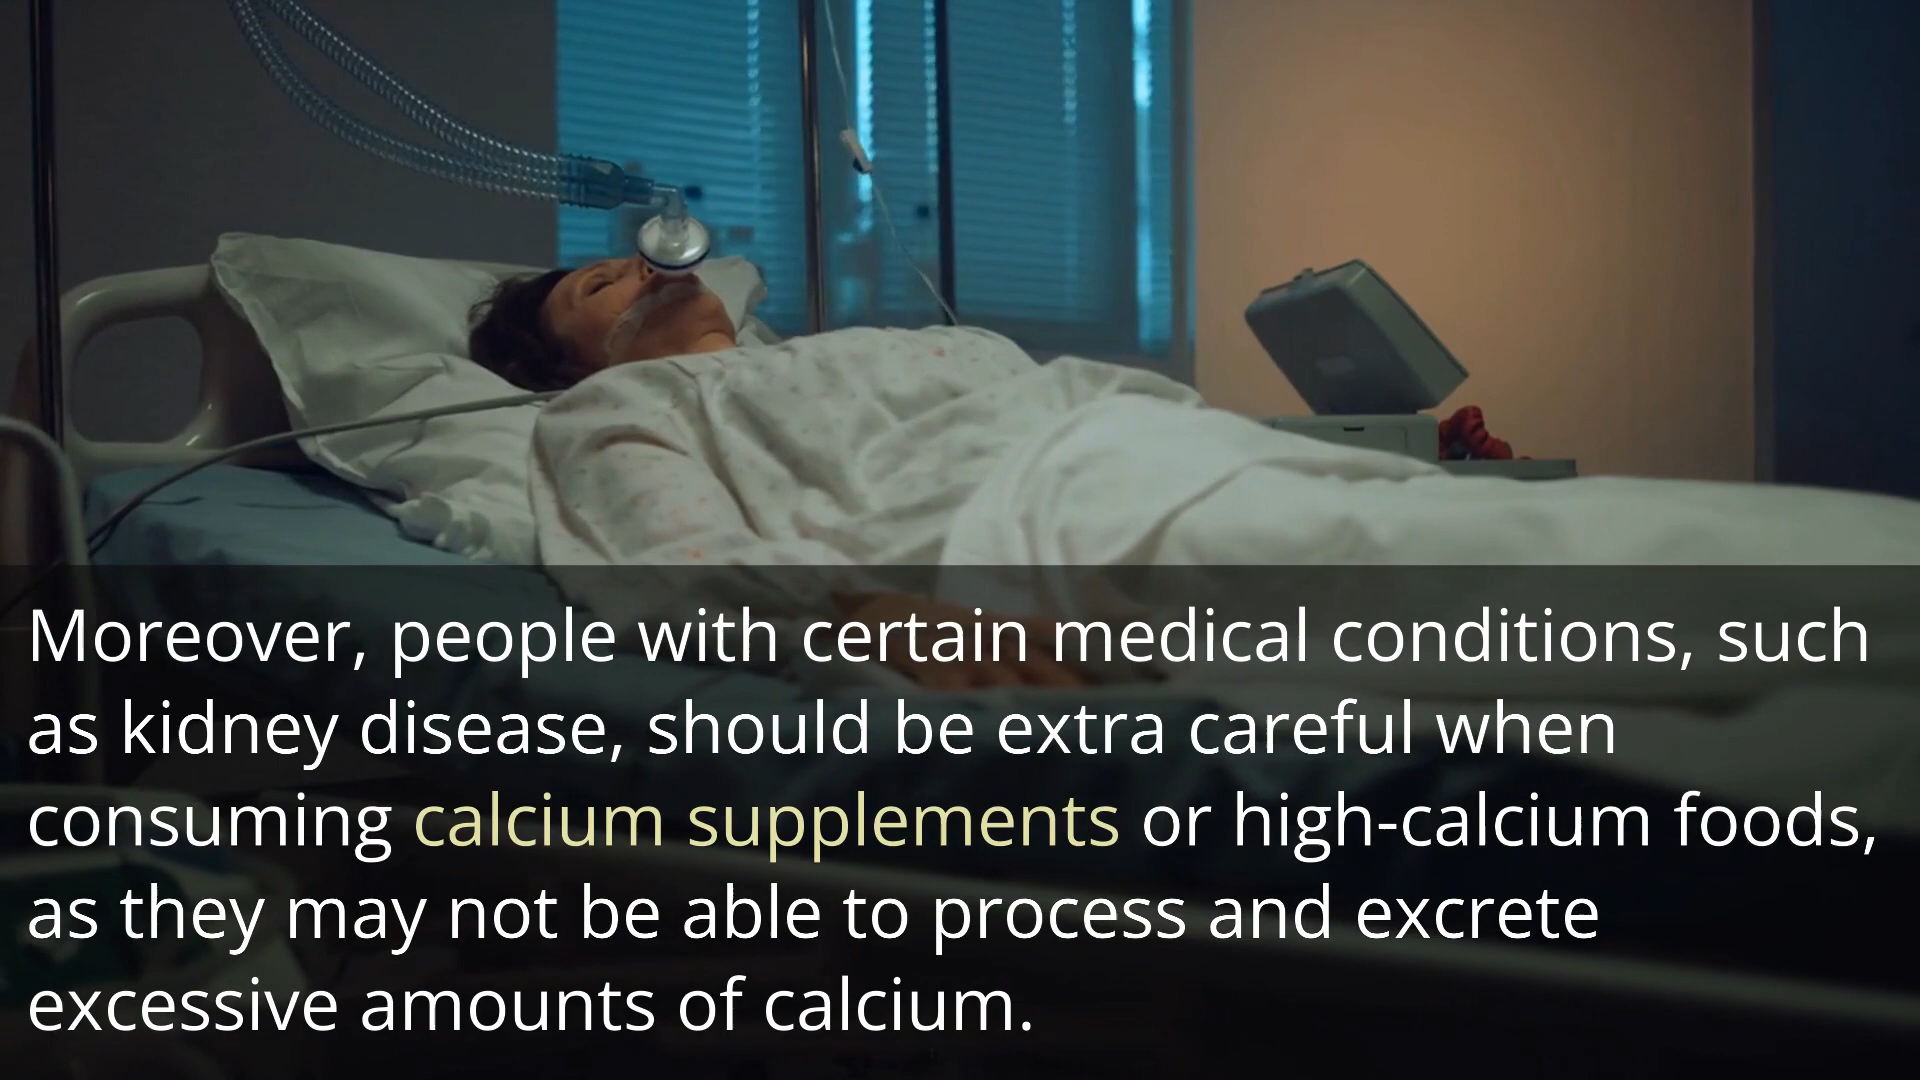 Moreover, people with certain medical conditions, such
as kidney disease, should be extra careful when
consuming calcium supplements or high-calcium foods,
as they may not be able to process and excrete
excessive amounts of calcium.